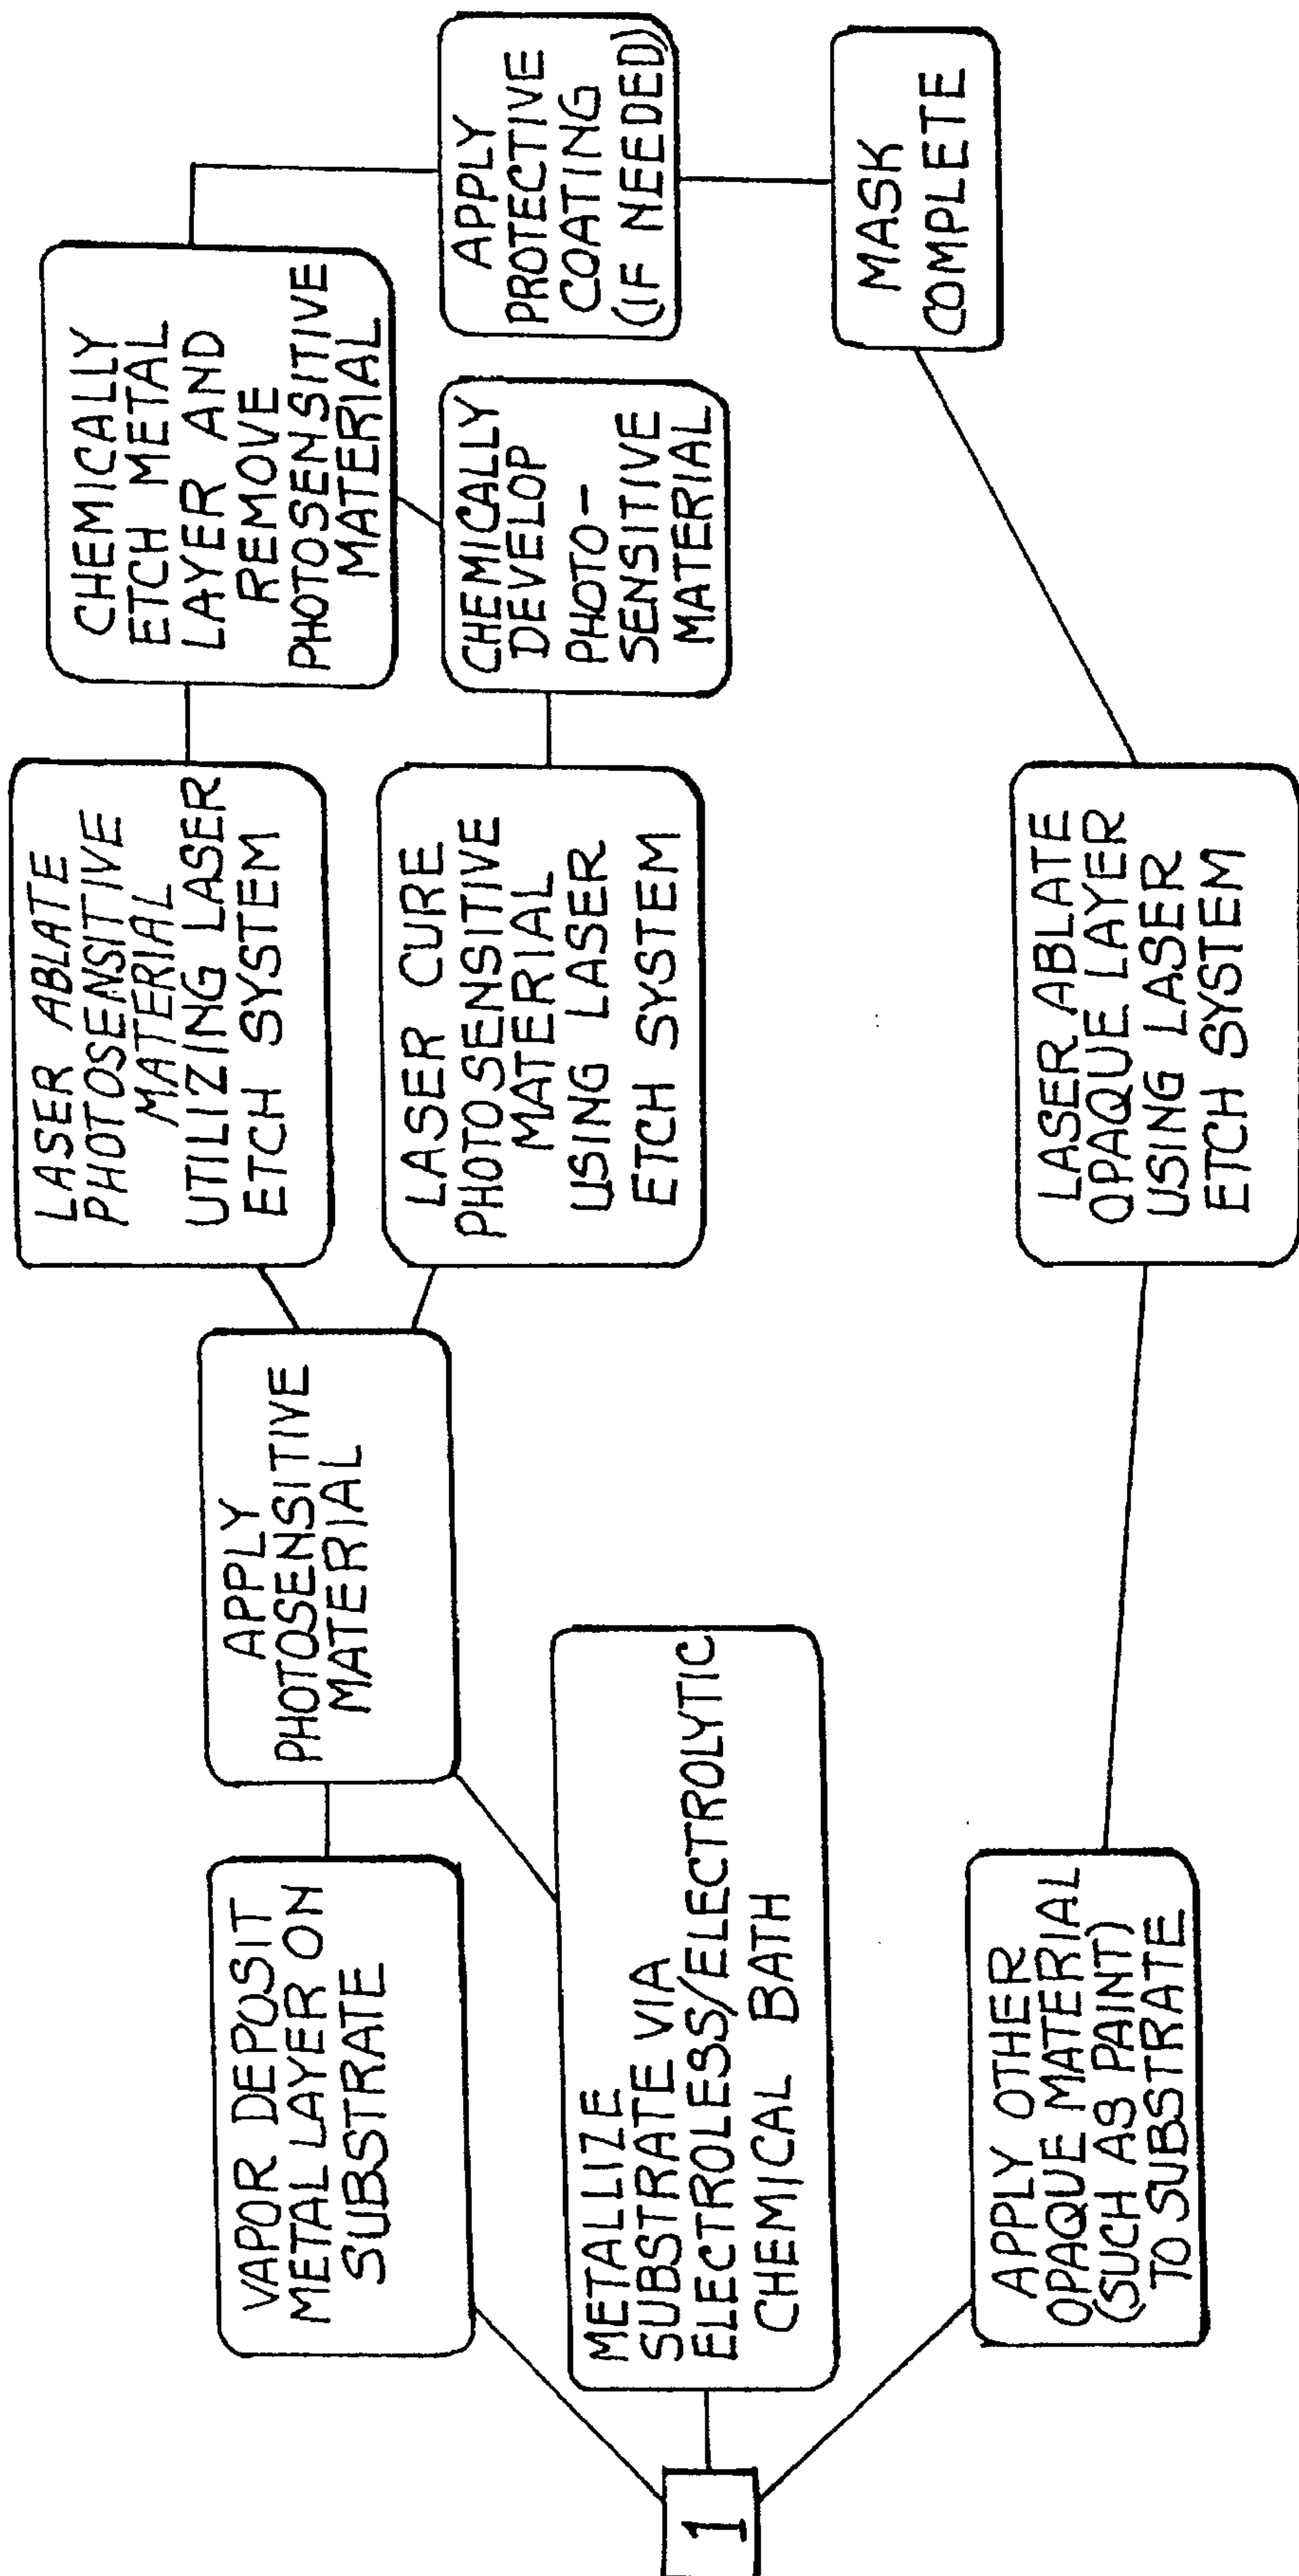 1
VAPOR DEPOSIT
METAL LAYER ON
SUBSTRATE
METALLIZE
SUBSTRATE VIA
ELECTROLESS/ELECTROLYTIC
CHEMICAL BATH
APPLY OTHER
OPAQUE MATERIAL
(SUCH AS PAINT)
TO SUBSTRATE
APPLY
PHOTOSENSITIVE
MATERIAL
LASER ABLATE
PHOTOSENSITIVE
MATERIAL
UTILIZING LASER
ETCH SYSTEM
LASER CURE
PHOTOSENSITIVE
MATERIAL
USING LASER
ETCH SYSTEM
LASER ABLATE
OPAQUE LAYER
USING LASER
ETCH SYSTEM
CHEMICALLY
ETCH METAL
LAYER AND
REMOVE
PHOTOSENSITIVE
MATERIAL
CHEMICALLY
DEVELOP
PHOTO-
SENSITIVE
MATERIAL
APPLY
PROTECTIVE
COATING
(IF NEEDED)
MASK
COMPLETE